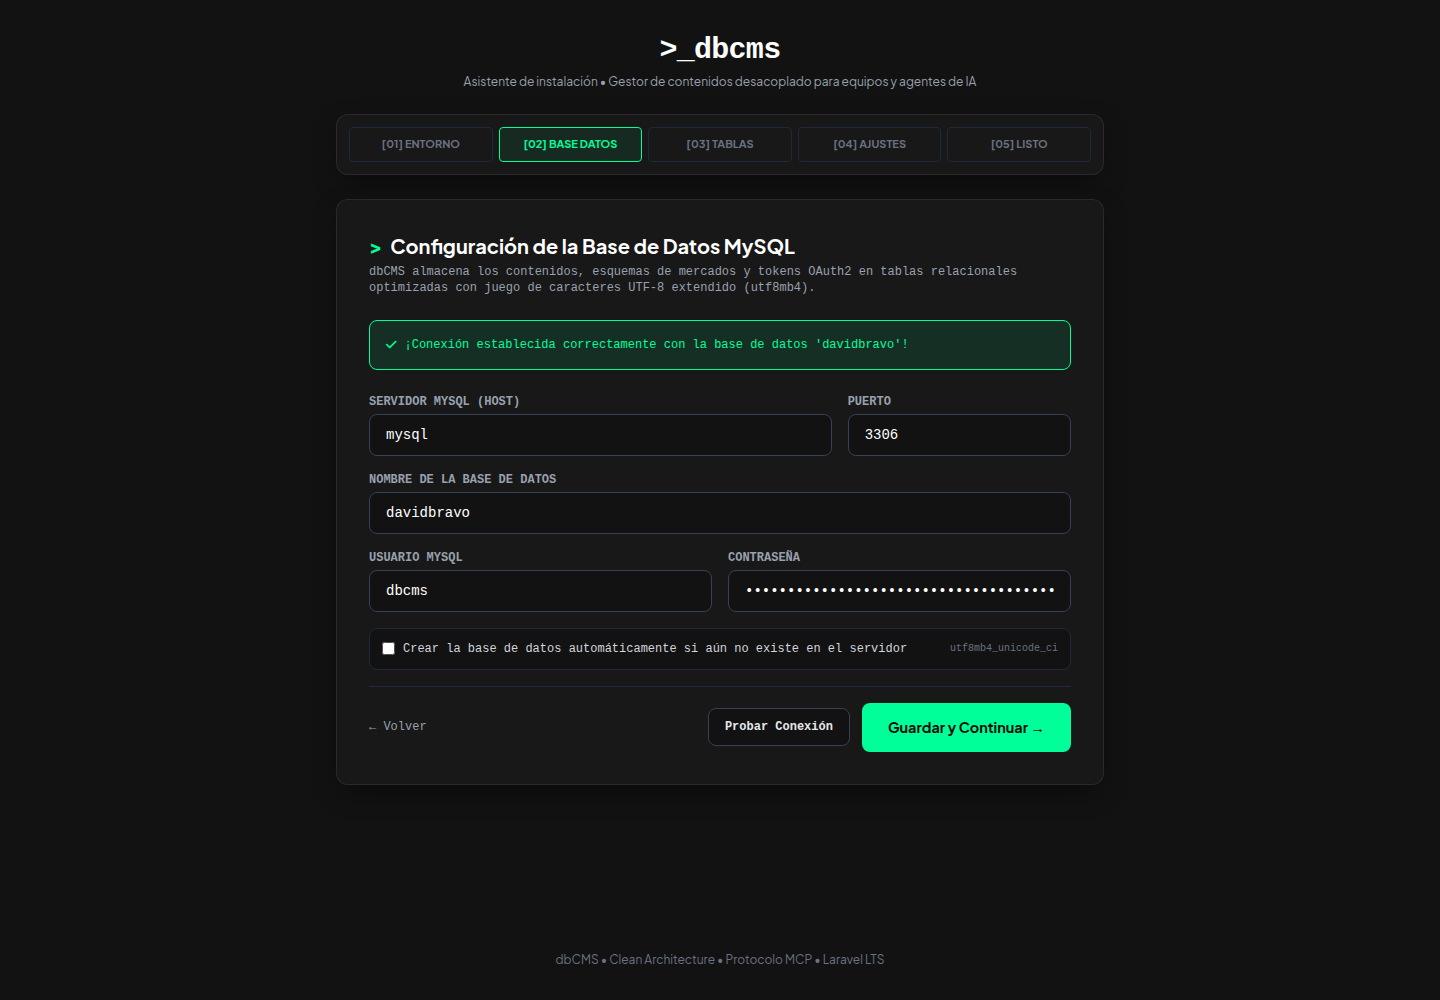 >_dbcms
Asistente de instalación • Gestor de contenidos desacoplado para equipos y agentes de IA
[01] ENTORNO
[02] BASE DATOS
[03] TABLAS
[04] AJUSTES
[05] LISTO
> Configuración de la Base de Datos MySQL
dbCMS almacena los contenidos, esquemas de mercados y tokens OAuth2 en tablas relacionales
optimizadas con juego de caracteres UTF-8 extendido (utf8mb4).
✓ ¡Conexión establecida correctamente con la base de datos 'davidbravo'!
SERVIDOR MYSQL (HOST)
PUERTO
mysql
3306
NOMBRE DE LA BASE DE DATOS
davidbravo
USUARIO MYSQL
CONTRASEÑA
dbcms
•••••••••••••••••••••••••••••••••••••
Crear la base de datos automáticamente si aún no existe en el servidor
utf8mb4_unicode_ci
← Volver
Probar Conexión
Guardar y Continuar →
dbCMS • Clean Architecture • Protocolo MCP • Laravel LTS